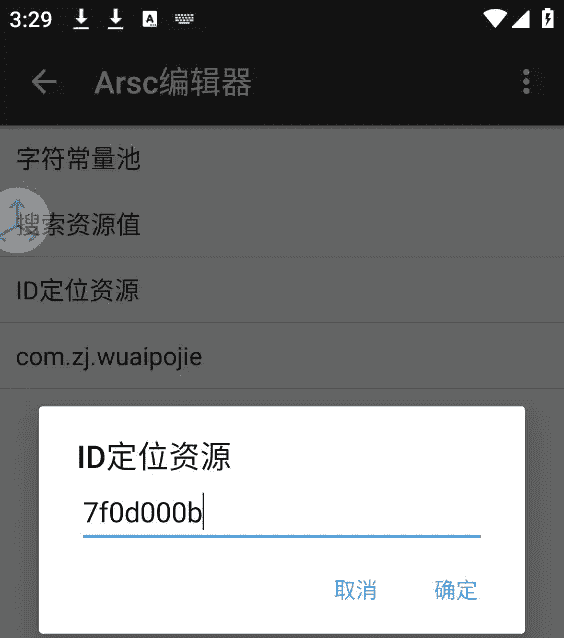 3:29
Arsc编辑器
字符常量池
搜索资源值
ID定位资源
com.zj.wuaipojie
ID定位资源
7f0d000b
取消 确定